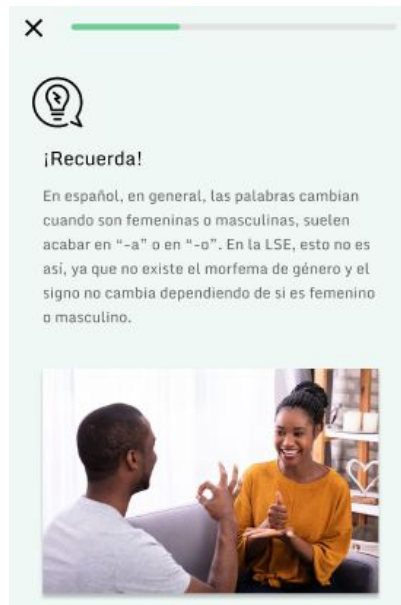 ¡Recuerda!
En español, en general, las palabras cambian
cuando son femeninas o masculinas, suelen
acabar en “-a” o en “-o”. En la LSE, esto no es
así, ya que no existe el morfema de género y el
signo no cambia dependiendo de si es femenino
o masculino.